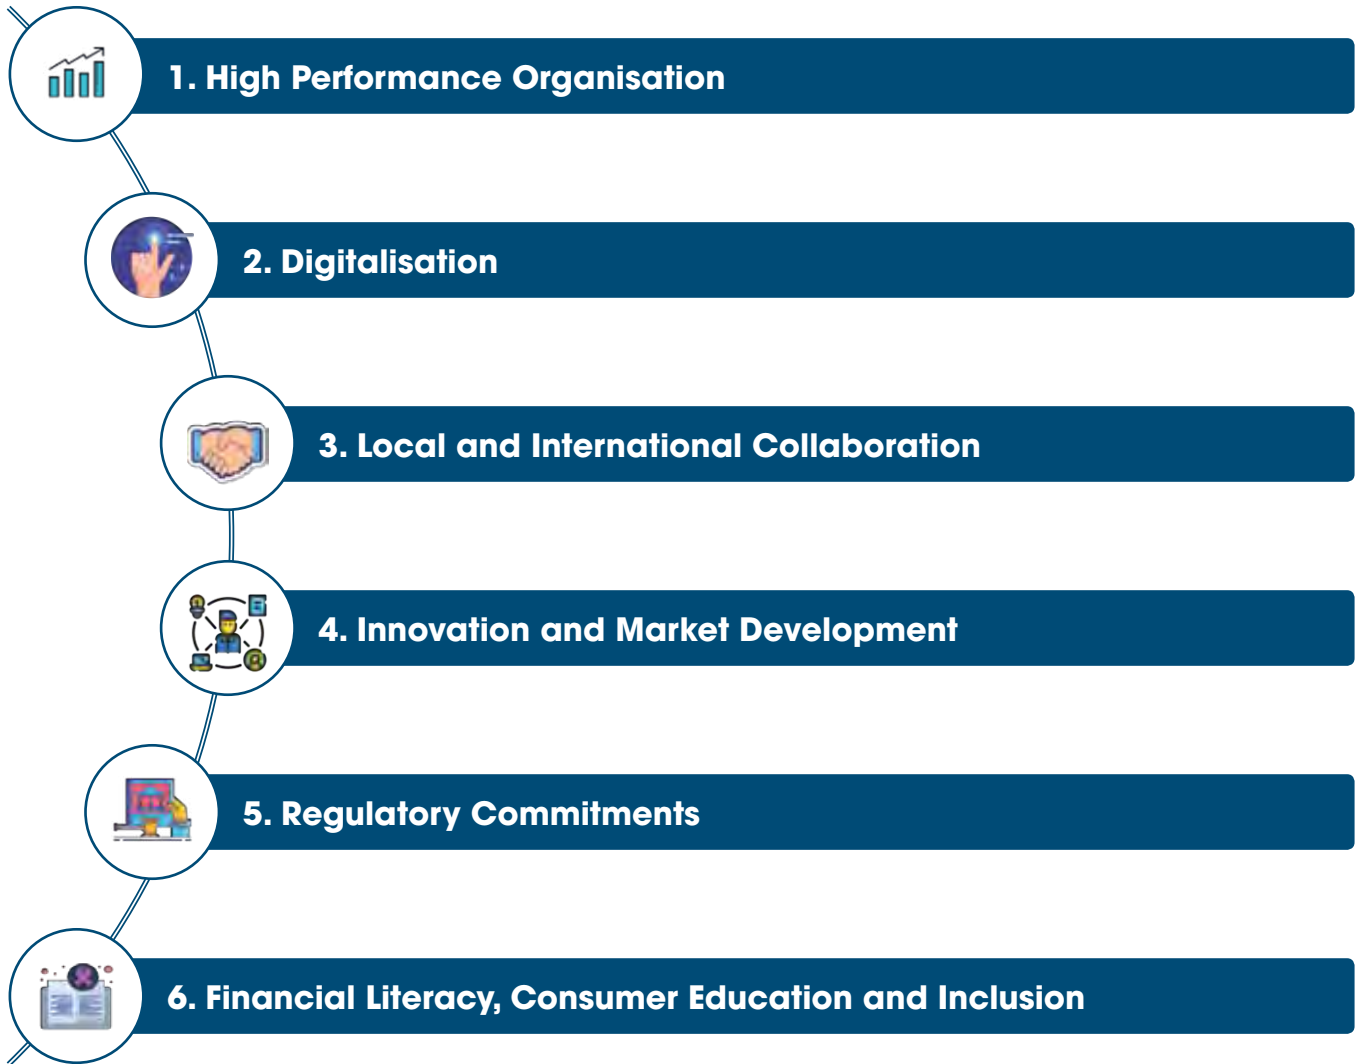 1. High Performance Organisation
2. Digitalisation
3. Local and International Collaboration
4. Innovation and Market Development
5. Regulatory Commitments
6. Financial Literacy, Consumer Education and Inclusion